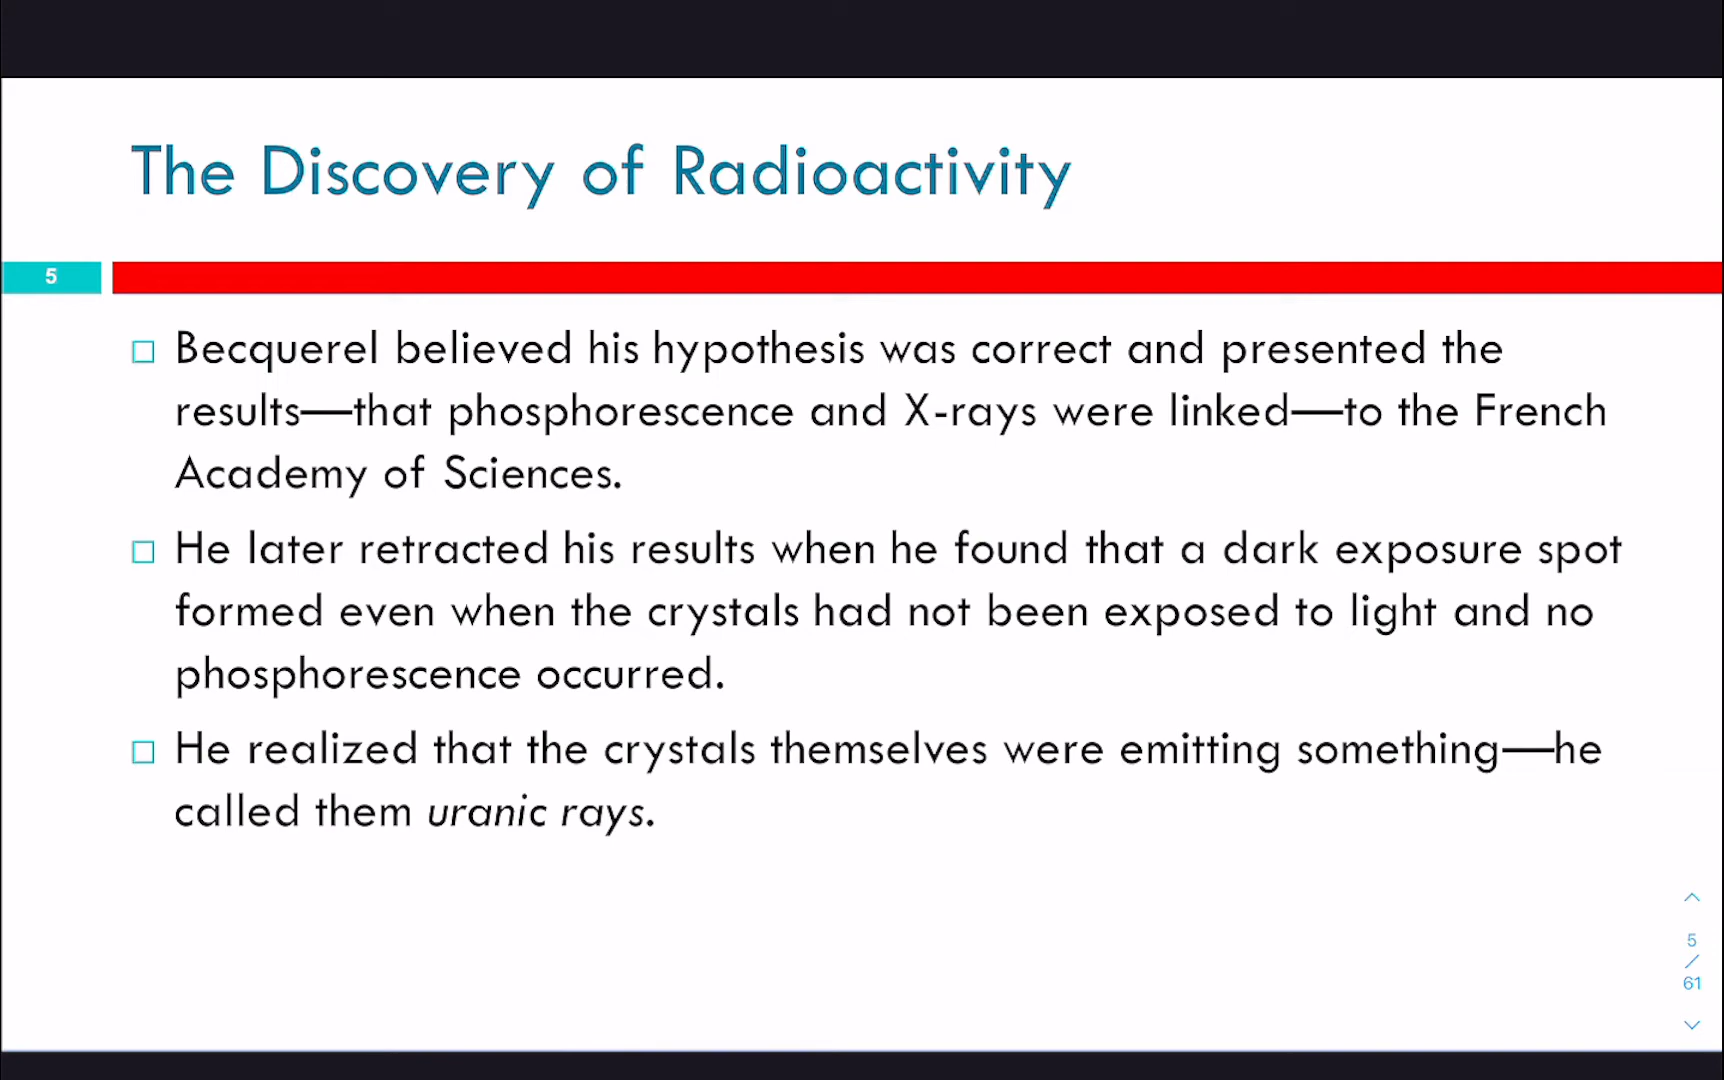 The Discovery of Radioactivity
5
Becquerel believed his hypothesis was correct and presented the
results—that phosphorescence and X-rays were linked—to the French
Academy of Sciences.
He later retracted his results when he found that a dark exposure spot
formed even when the crystals had not been exposed to light and no
phosphorescence occurred.
He realized that the crystals themselves were emitting something—he
called them uranic rays.
5
/
61